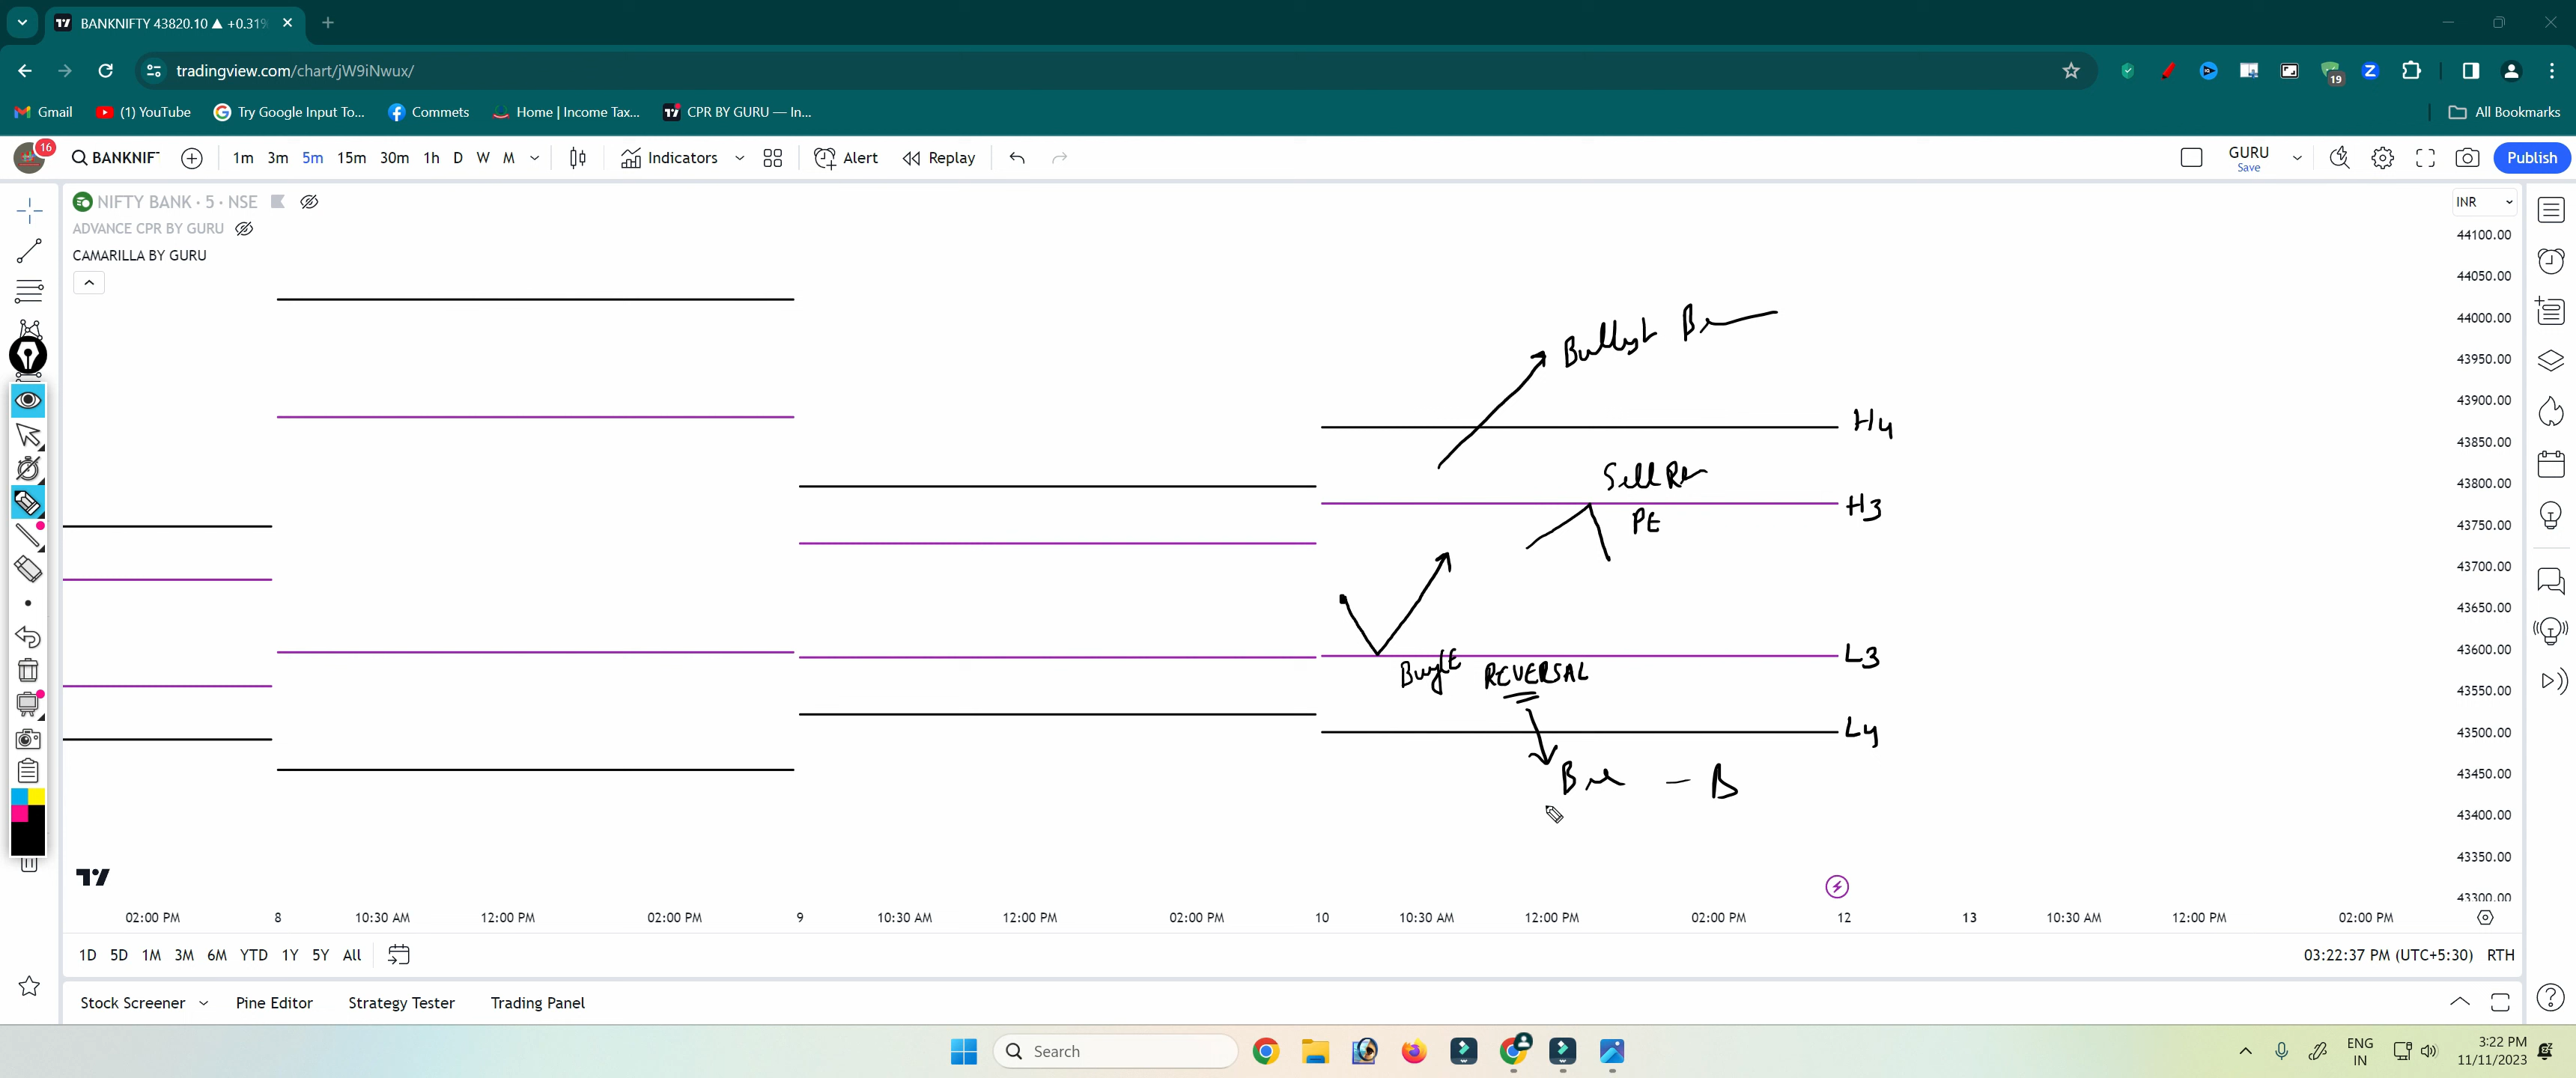 BANKNIFTY 43820.10 ▲ +0.31%
tradingview.com/chart/jW9iNwux/
19
Gmail (1) YouTube Try Google Input To... Commets Home | Income Tax... CPR BY GURU — In... All Bookmarks
16
BANKNIF 1m 3m 5m 15m 30m 1h D W M Indicators Alert Replay GURU Publish
Save
NIFTY BANK · 5 · NSE
INR
ADVANCE CPR BY GURU
CAMARILLA BY GURU
44100.00
44050.00
44000.00
43950.00
43900.00
43850.00
43800.00
43750.00
43700.00
43650.00
43600.00
43550.00
43500.00
43450.00
43400.00
43350.00
43300.00
H4
Sell
H3
PE
L3
REVERSAL
L4
- B
02:00 PM 8 10:30 AM 12:00 PM 02:00 PM 9 10:30 AM 12:00 PM 02:00 PM 10 10:30 AM 12:00 PM 02:00 PM 12 13 10:30 AM 12:00 PM 02:00 PM
1D 5D 1M 3M 6M YTD 1Y 5Y All 03:22:37 PM (UTC+5:30) RTH
Stock Screener Pine Editor Strategy Tester Trading Panel
Search
ENG
IN
3:22 PM
11/11/2023